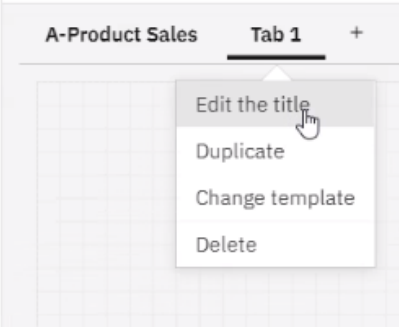 A-Product Sales Tab 1 +
Edit the title
Duplicate
Change template
Delete